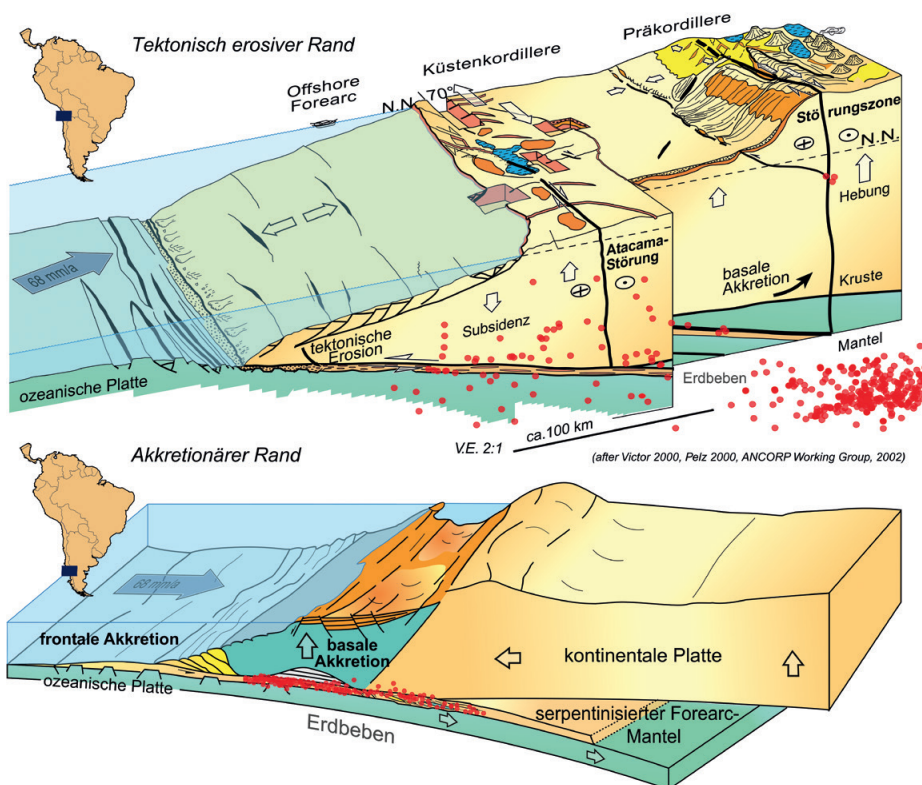 Tektonisch erosiver Rand
Offshore
Forearc
Küstenkordillere
Präkordillere
N.N.
70°
Störungszone
N.N.
Hebung
68 mm/a
Atacama-
Störung
basale
Akkretion
Kruste
Subsidenz
tektonische
Erosion
Mantel
ozeanische Platte
Erdbeben
V.E. 2:1
ca.100 km
(after Victor 2000, Pelz 2000, ANCORP Working Group, 2002)
Akkretionärer Rand
68 mm/a
frontale Akkretion
basale
Akkretion
kontinentale Platte
ozeanische Platte
Erdbeben
serpentinisierter Forearc-
Mantel